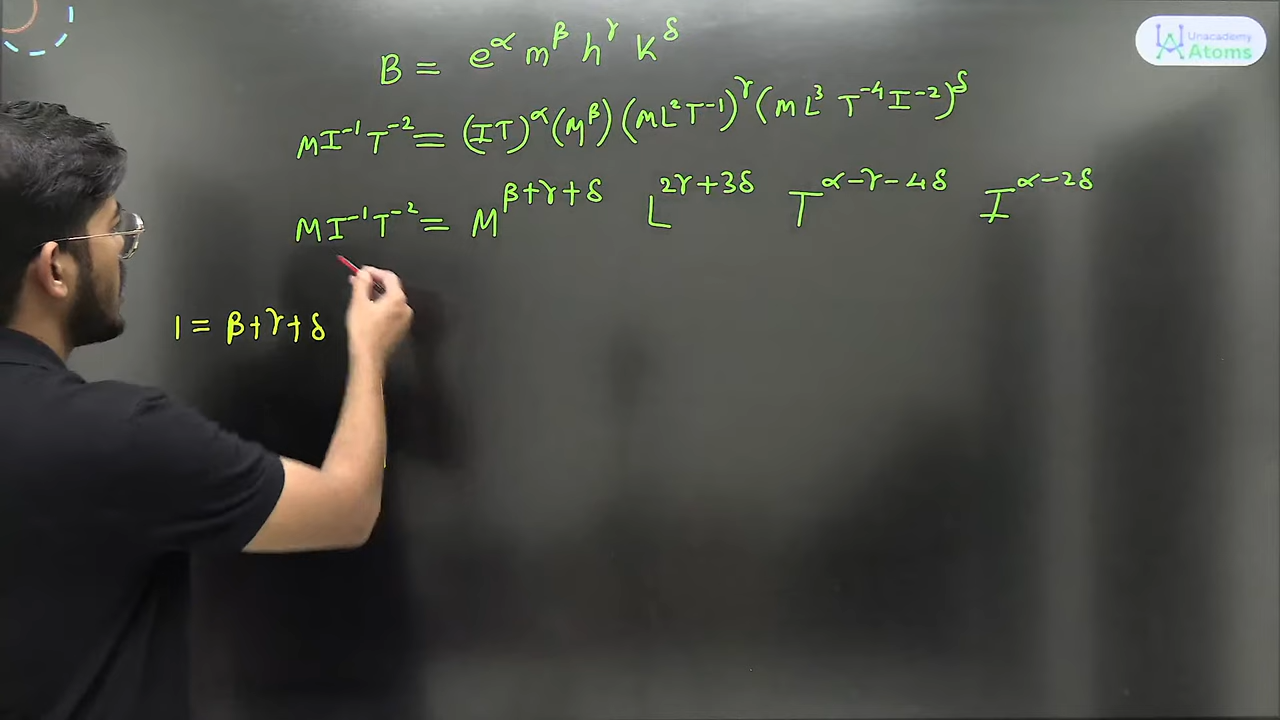 B = e^α m^β h^γ k^δ
Unacademy
Atoms
MI^-1 T^-2 = (IT)^α (M^β) (ML^2 T^-1)^γ (ML^3 T^-4 I^-2)^δ
MI^-1 T^-2 = M^β+γ+δ L^2γ+3δ T^α-γ-4δ I^α-2δ
1 = β+γ+δ